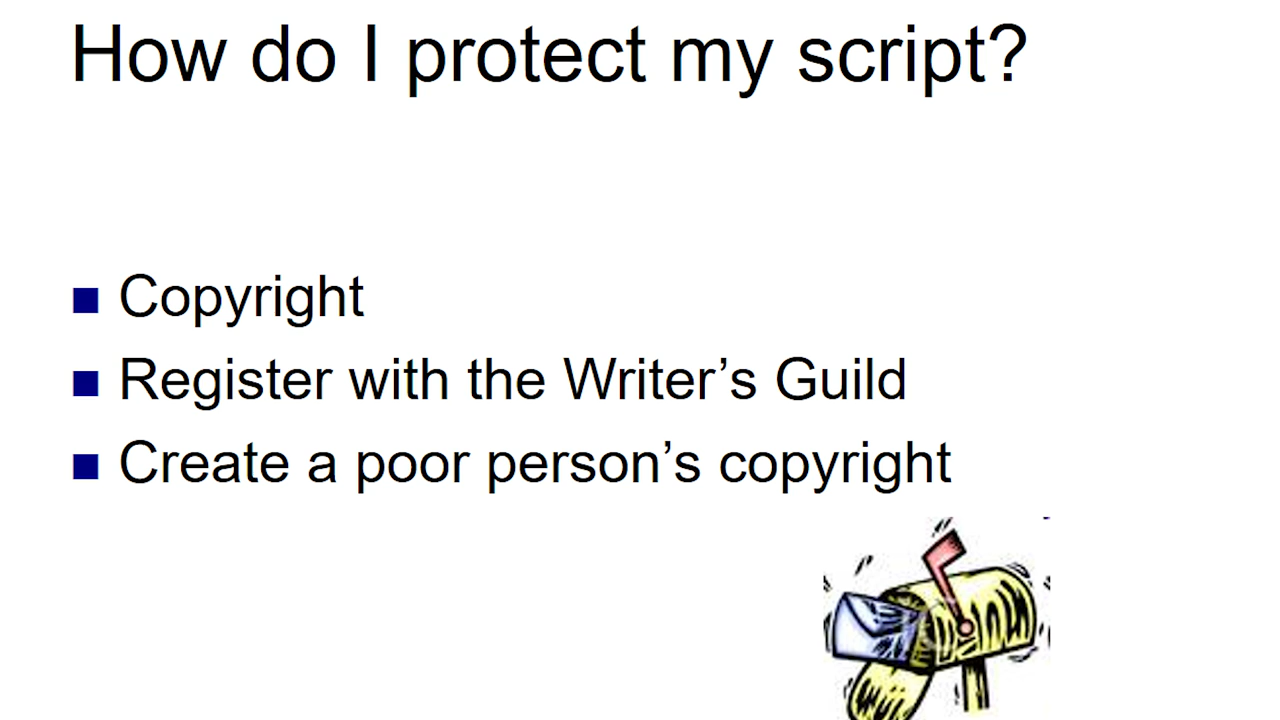 How do I protect my script?
Copyright
Register with the Writer’s Guild
Create a poor person’s copyright